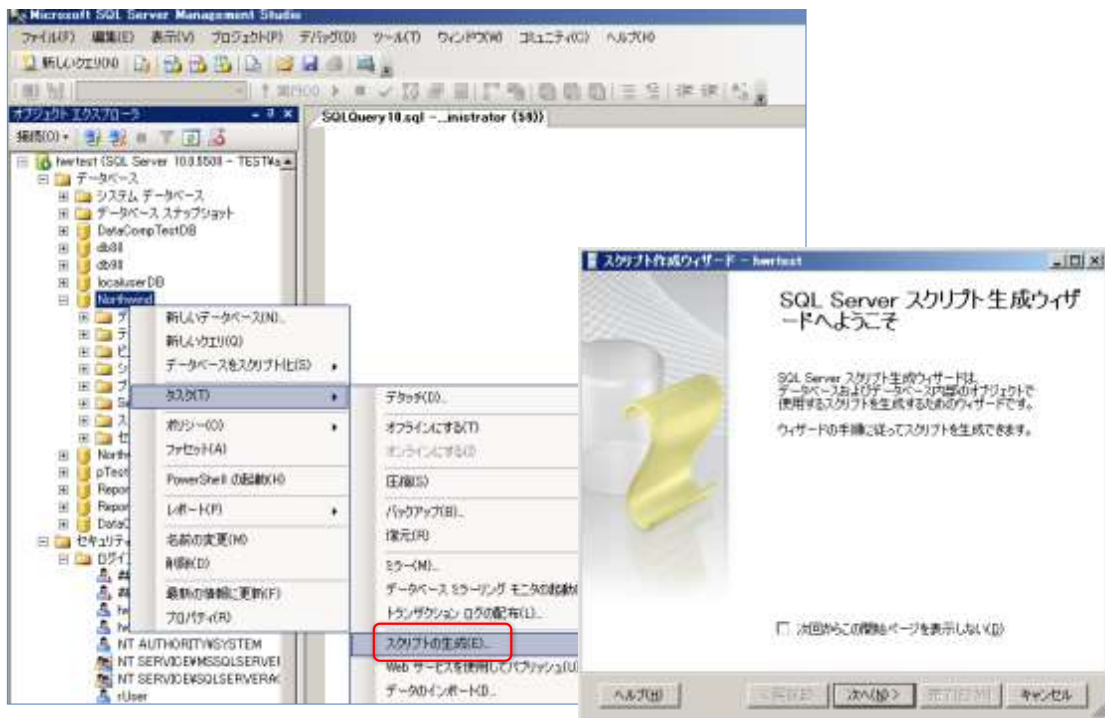 Microsoft SQL Server Management Studio
ファイル(F) 編集(E) 表示(V) プロジェクト(P) デバッグ(D) ツール(T) ウィンドウ(W) コミュニティ(C) ヘルプ(H)
新しいクエリ(N)
オブジェクト エクスプローラ
SQLQuery10.sql - ...inistrator (58))
接続(O)
hwrtest (SQL Server 10.0.5500 - TEST¥a
データベース
システム データベース
データベース スナップショット
DataCompTestDB
localuserDB
Northwind
新しいデータベース(N)...
新しいクエリ(Q)
データベースをスクリプト化(S)
タスク(T)
ポリシー(O)
ファセット(A)
PowerShell の起動(H)
レポート(P)
名前の変更(M)
削除(D)
最新の情報に更新(F)
プロパティ(R)
デタッチ(D)...
オフラインにする(T)
オンラインにする(I)
圧縮(S)
バックアップ(B)...
復元(R)
ミラー(M)...
データベース ミラーリング モニタの起動(
トランザクション ログの配布(L)...
スクリプトの生成(E)...
Web サービスを使用してパブリッシュ(U)
データのインポート(I)...
North
pTest
Repor
Repor
DataC
セキュリテ
ログイ
NT AUTHORITY¥SYSTEM
NT SERVICE¥MSSQLSERVER
NT SERVICE¥SQLSERVERAG
rUser
スクリプト作成ウィザード - hwrtest
SQL Server スクリプト生成ウィザ
ードへようこそ
SQL Server スクリプト生成ウィザードは、
データベースおよびデータベース内部のオブジェクトで
使用するスクリプトを生成するためのウィザードです。
ウィザードの手順に従ってスクリプトを生成できます。
次回からこの開始ページを表示しない(D)
ヘルプ(H)
次へ(N) >
キャンセル